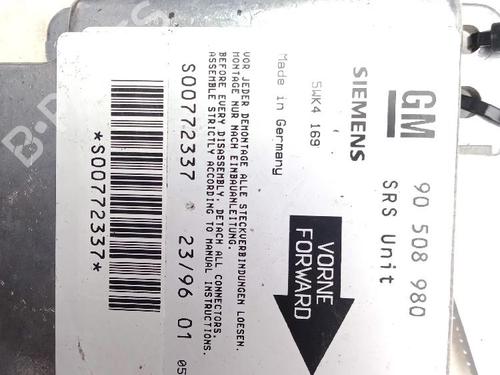 GM
90 508 980
SRS Unit
SIEMENS
5WK4 169
Made in Germany
VORNE
FORWARD
VOR JEDER DEMONTAGE ALLE STECKVERBINDUNGEN LOESEN.
MONTAGE NUR NACH EINBAUANLEITUNG.
BEFORE EVERY DISASSEMBLY, DETACH ALL CONNECTORS.
ASSEMBLE STRICTLY ACCORDING TO MANUAL INSTRUCTIONS.
S00772337 23/96 01 05
*S00772337*